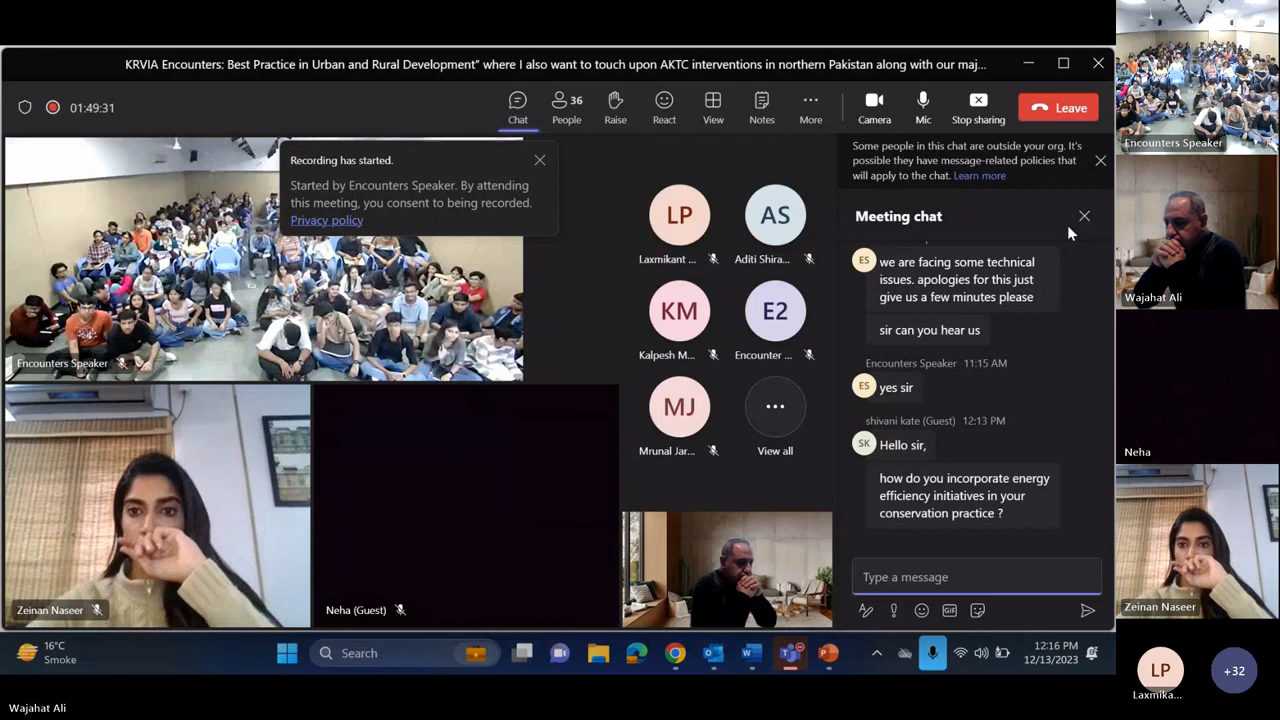 KRVIA Encounters: Best Practice in Urban and Rural Development" where I also want to touch upon AKTC interventions in northern Pakistan along with our maj...
01:49:31
Chat
36
People
Raise
React
View
Notes
More
Camera
Mic
Stop sharing
Leave
Recording has started.
Started by Encounters Speaker. By attending
this meeting, you consent to being recorded.
Privacy policy
Encounters Speaker
Zeinan Naseer
Neha (Guest)
LP
Laxmikant ...
AS
Aditi Shira...
KM
Kalpesh M...
E2
Encounter ...
MJ
Mrunal Jar...
View all
Some people in this chat are outside your org. It's
possible they have message-related policies that
will apply to the chat. Learn more
Meeting chat
ES
we are facing some technical
issues. apologies for this just
give us a few minutes please
sir can you hear us
Encounters Speaker 11:15 AM
ES
yes sir
shivani kate (Guest) 12:13 PM
SK
Hello sir,
how do you incorporate energy
efficiency initiatives in your
conservation practice ?
Type a message
GIF
16°C
Smoke
Search
12:16 PM
12/13/2023
Wajahat Ali
Encounters Speaker
Wajahat Ali
Neha
Zeinan Naseer
LP
Laxmika...
+32